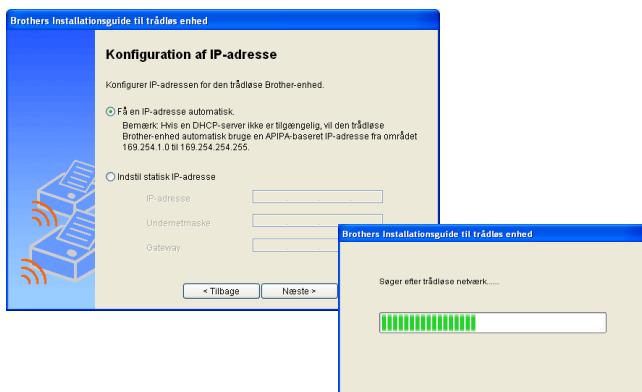 Brothers Installationsguide til trådløs enhed
Konfiguration af IP-adresse
Konfigurer IP-adressen for den trådløse Brother-enhed.
Få en IP-adresse automatisk.
Bemærk: Hvis en DHCP-server ikke er tilgængelig, vil den trådløse
Brother-enhed automatisk bruge en APIPA-baseret IP-adresse fra området
169.254.1.0 til 169.254.254.255.
Indstil statisk IP-adresse
IP-adresse
Undernetmaske
Gateway
< Tilbage
Næste >
Brothers Installationsguide til trådløs enhed
Søger efter trådløse netværk......